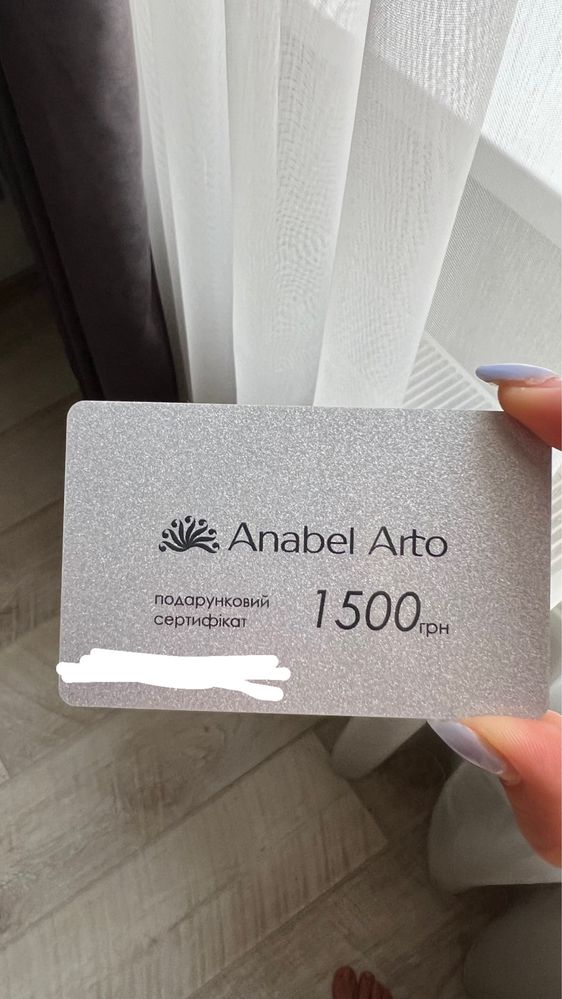 Anabel Arto
подарунковий
сертифікат
1500грн